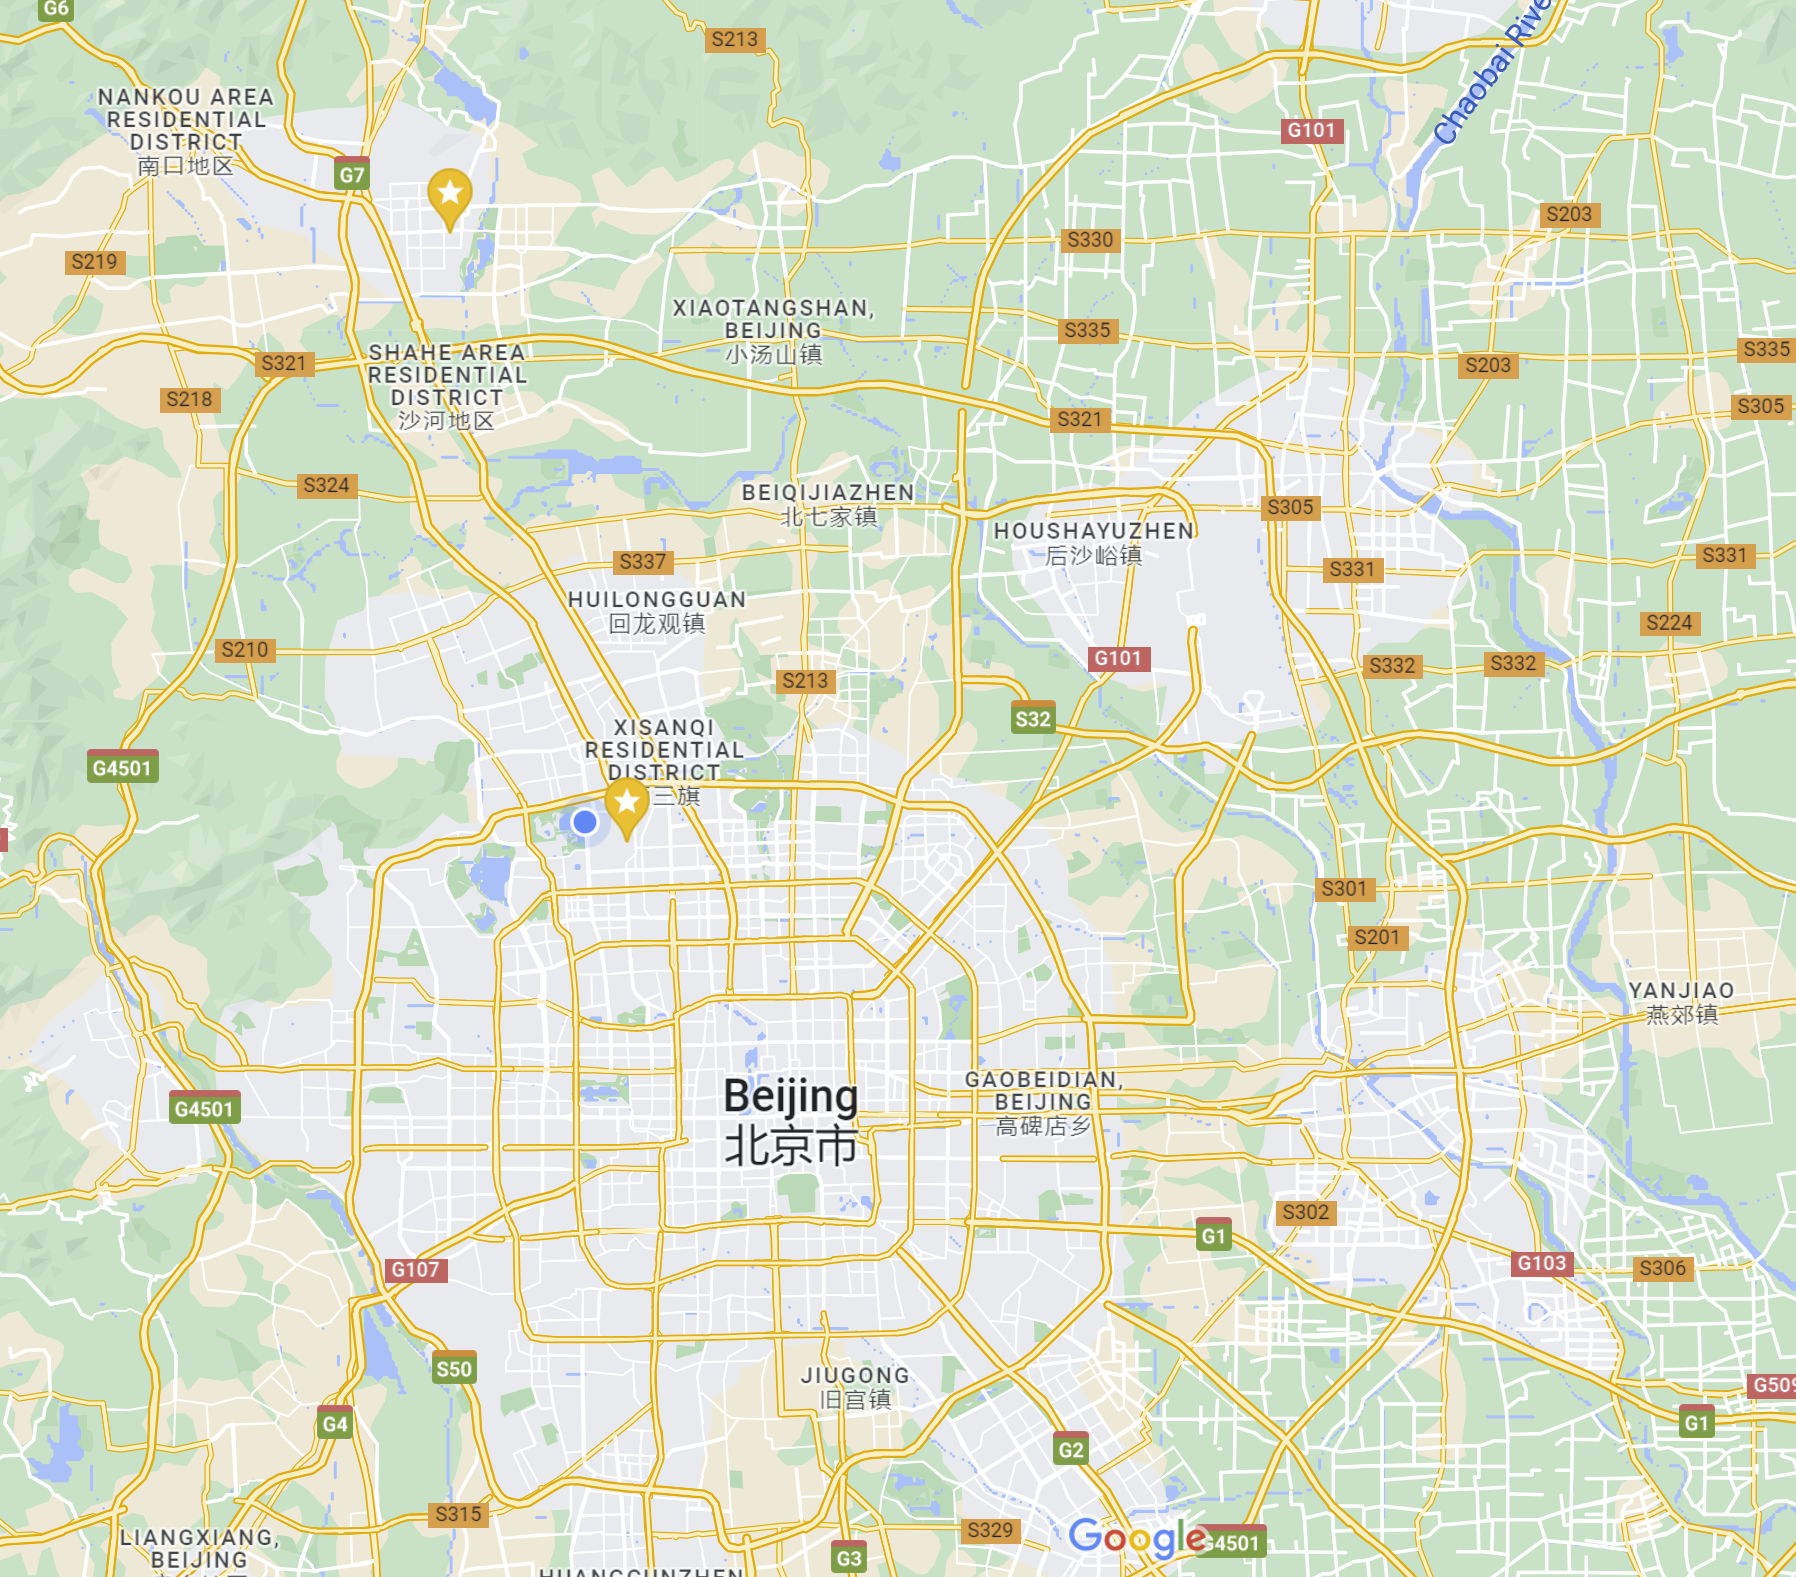 G6
S213
Chaobai Rive
NANKOU AREA
RESIDENTIAL
DISTRICT
南口地区
G101
G7
S203
S330
S219
XIAOTANGSHAN,
BEIJING
小汤山镇
S335
S335
SHAHE AREA
RESIDENTIAL
DISTRICT
沙河地区
S321
S203
S218
S305
S321
S324
BEIQIJIAZHEN
北七家镇
S305
HOUSHAYUZHEN
后沙峪镇
S337
S331
S331
HUILONGGUAN
回龙观镇
S224
S210
G101
S332
S332
S213
S32
XISANQI
RESIDENTIAL
DISTRICT
三旗
G4501
S301
S201
YANJIAO
燕郊镇
GAOBEIDIAN,
BEIJING
高碑店乡
Beijing
北京市
G4501
S302
G1
G107
G103
S306
S50
JIUGONG
旧宫镇
G509
G4
G1
G2
S315
S329
Google
G4501
LIANGXIANG,
BEIJING
G3
HUANGCUNZHEN